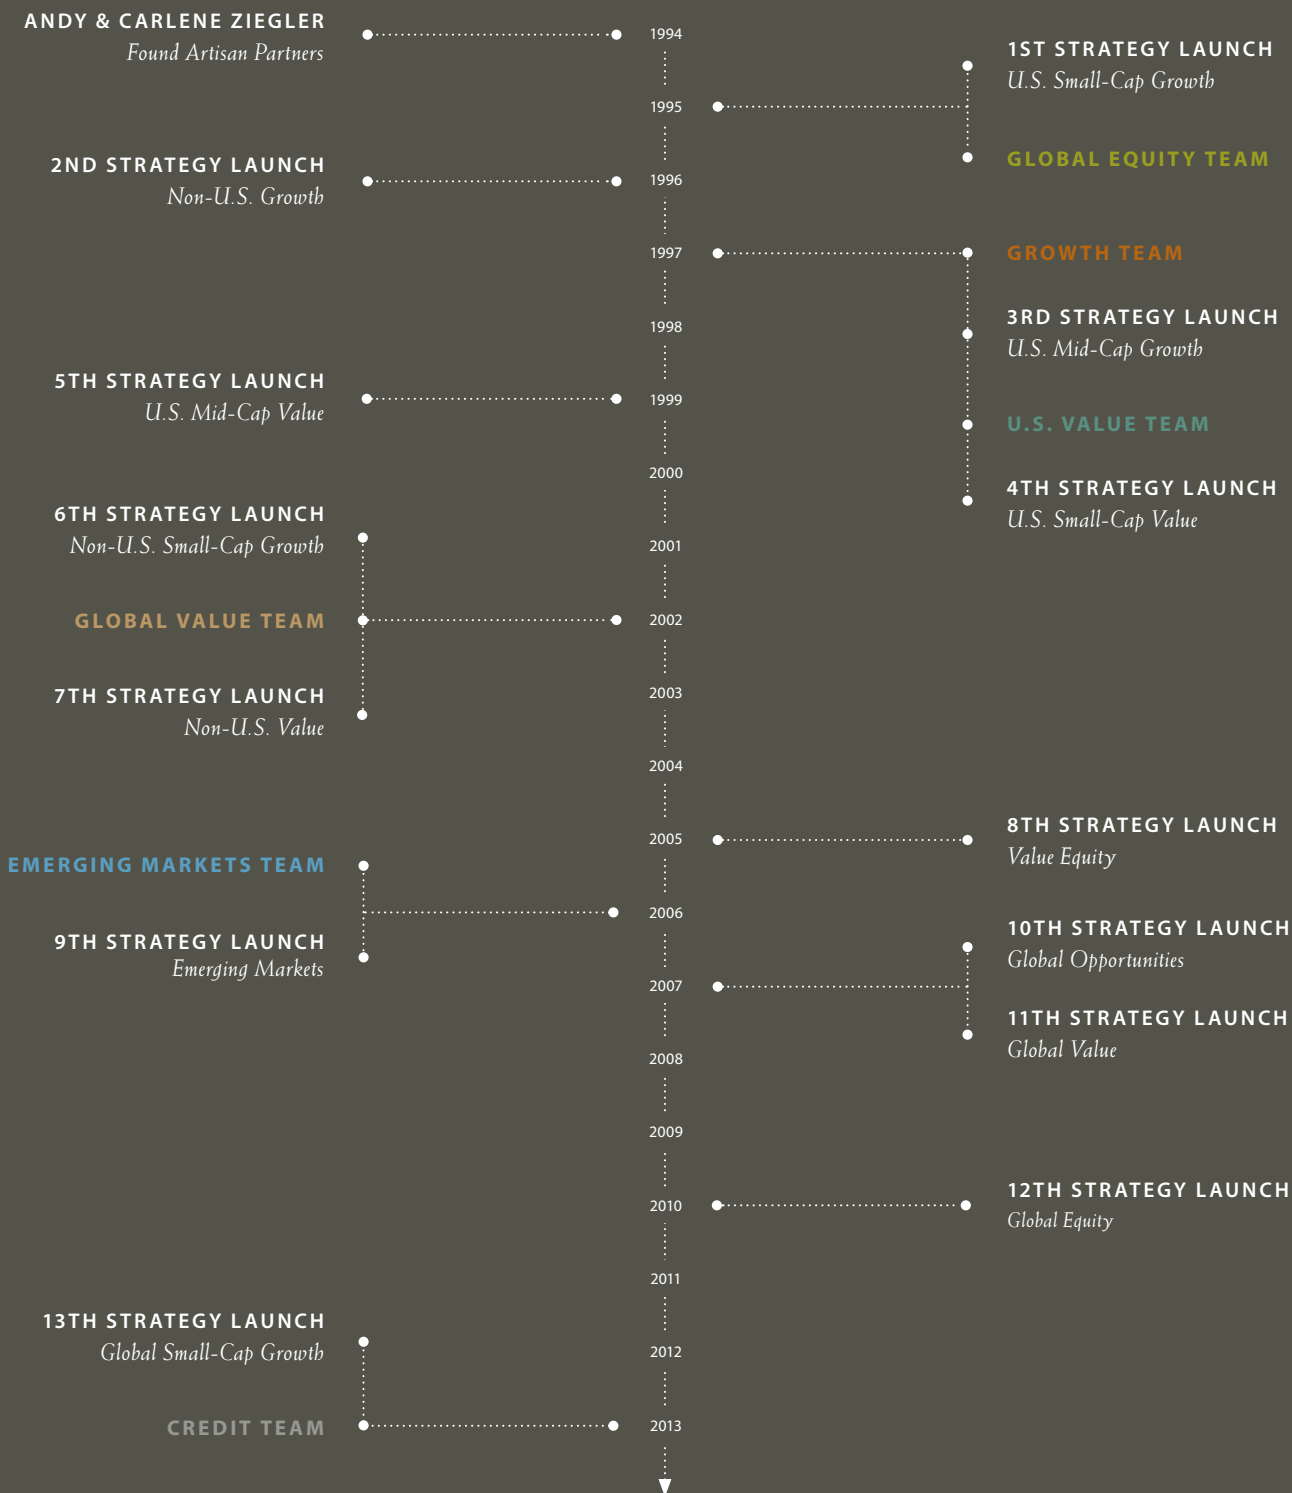 ANDY & CARLENE ZIEGLER
Found Artisan Partners
1994
1ST STRATEGY LAUNCH
U.S. Small-Cap Growth
1995
GLOBAL EQUITY TEAM
2ND STRATEGY LAUNCH
Non-U.S. Growth
1996
1997
GROWTH TEAM
3RD STRATEGY LAUNCH
U.S. Mid-Cap Growth
1998
5TH STRATEGY LAUNCH
U.S. Mid-Cap Value
1999
U.S. VALUE TEAM
2000
4TH STRATEGY LAUNCH
U.S. Small-Cap Value
6TH STRATEGY LAUNCH
Non-U.S. Small-Cap Growth
2001
GLOBAL VALUE TEAM
2002
7TH STRATEGY LAUNCH
Non-U.S. Value
2003
2004
2005
8TH STRATEGY LAUNCH
Value Equity
EMERGING MARKETS TEAM
2006
9TH STRATEGY LAUNCH
Emerging Markets
10TH STRATEGY LAUNCH
Global Opportunities
2007
11TH STRATEGY LAUNCH
Global Value
2008
2009
2010
12TH STRATEGY LAUNCH
Global Equity
2011
13TH STRATEGY LAUNCH
Global Small-Cap Growth
2012
CREDIT TEAM
2013